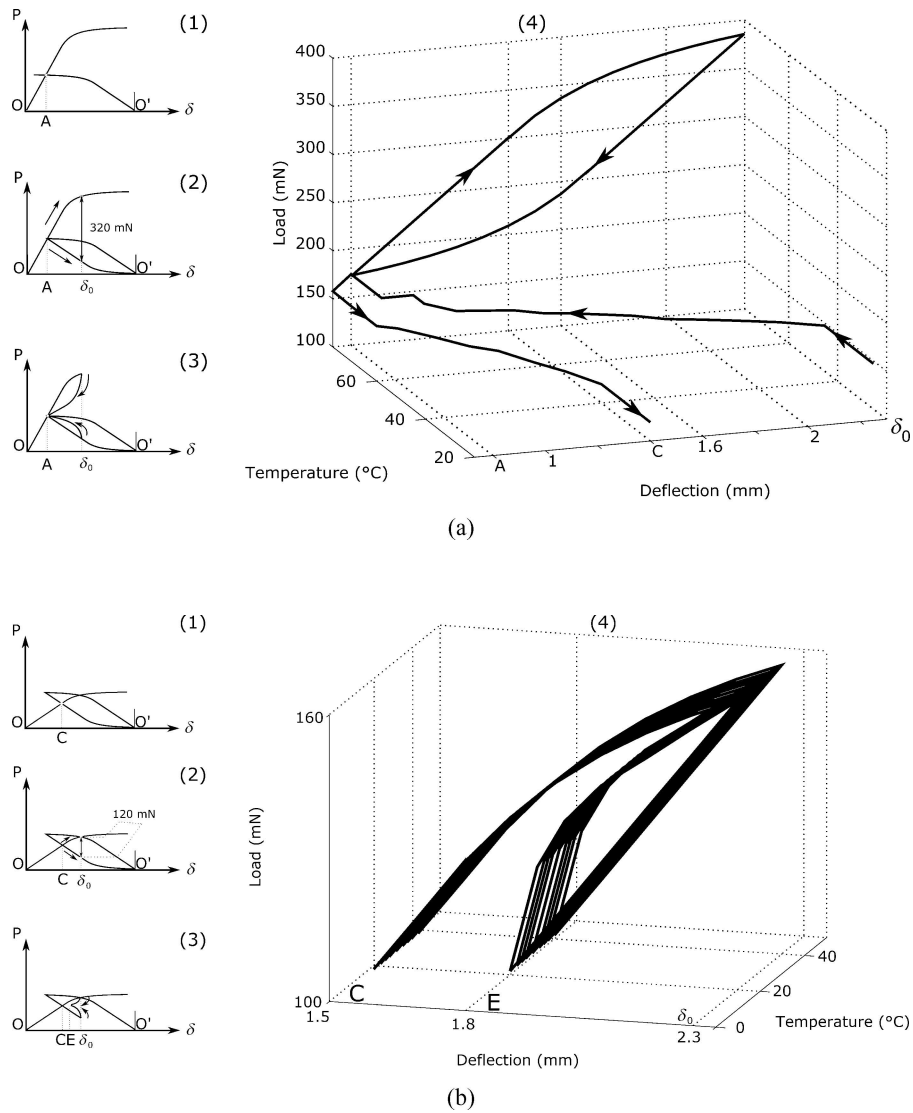 P
(1)
O
O'
A
δ
P
(2)
320 mN
O
O'
A
δ0
δ
P
(3)
O
O'
A
δ0
δ
(4)
400
350
300
250
200
150
100
Load (mN)
60
40
20
Temperature (°C)
A
1
C
1.6
2
δ0
Deflection (mm)
(a)
P
(1)
O
O'
C
δ
P
(2)
120 mN
O
O'
C
δ0
δ
P
(3)
O
O'
CE
δ0
δ
(4)
160
100
Load (mN)
C
E
1.5
1.8
δ0
2.3
0
20
40
Temperature (°C)
Deflection (mm)
(b)